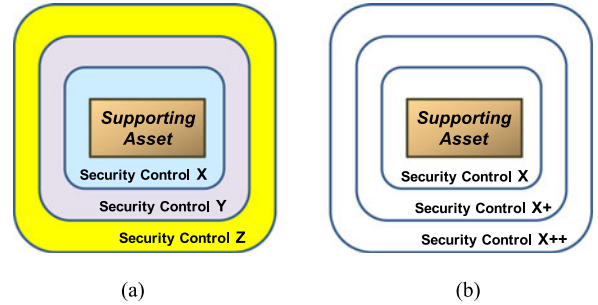 Supporting
Asset
Security Control X
Security Control Y
Security Control Z
(a)
Supporting
Asset
Security Control X
Security Control X+
Security Control X++
(b)